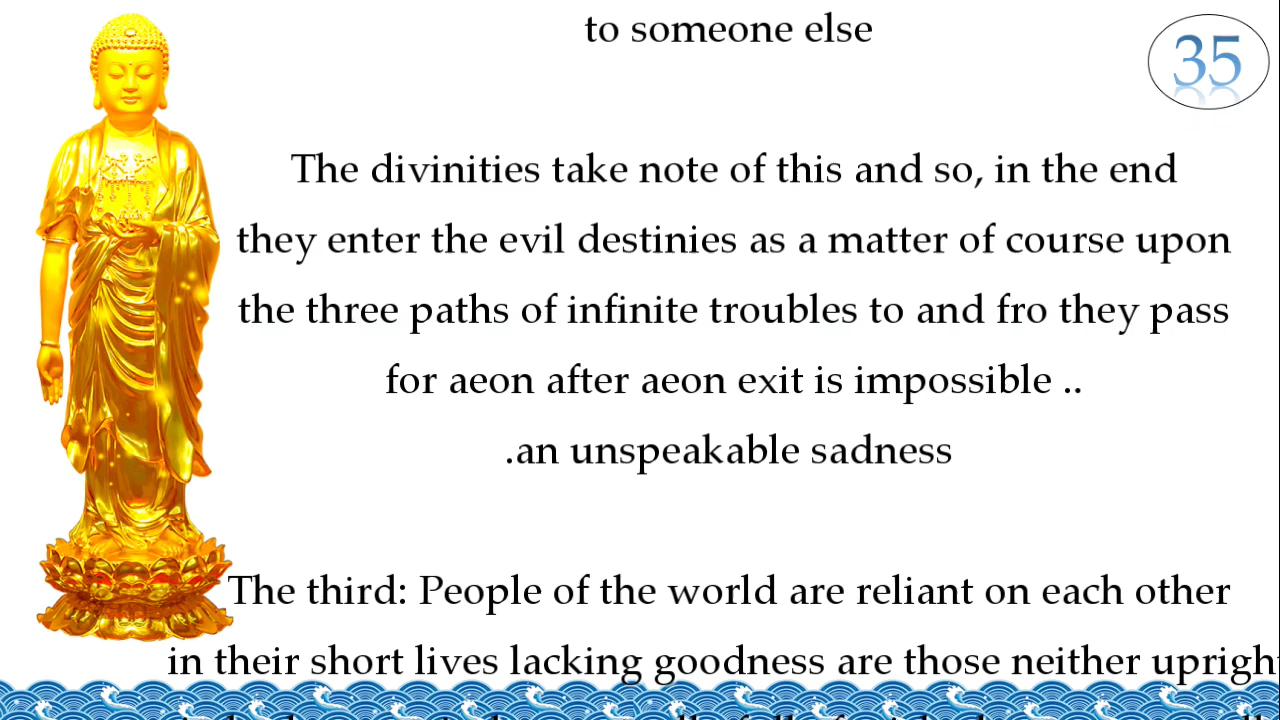 to someone else
35
The divinities take note of this and so, in the end
they enter the evil destinies as a matter of course upon
the three paths of infinite troubles to and fro they pass
for aeon after aeon exit is impossible ..
.an unspeakable sadness
The third: People of the world are reliant on each other
in their short lives lacking goodness are those neither upright